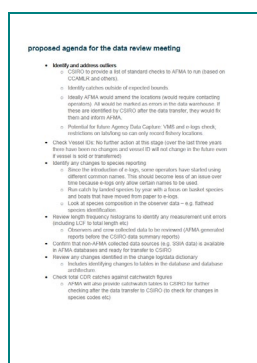 proposed agenda for the data review meeting
• Identify and address outliers
o CSIRO to provide a list of standard checks to AFMA to run (based on
CCAMLR and others)
o Identify catches outside of expected bounds.
o Ideally AFMA would amend the locations (would require contacting
operators). All would be marked as errors in the data warehouse. If
these are identified by CSIRO after the data transfer, they would fix
them and inform AFMA.
o Potential for future Agency Data Capture: VMS and e-logs check,
restrictions on lat/long so can only record fishery locations.
• Check Vessel IDs: No further action at this stage (over the last three years
there have been no changes and vessel ID will not change in the future even
if vessel is sold or transferred)
• Identify any changes to species reporting
o Since the introduction of e-logs, some operators have started using
different common names. This should become less of an issue over
time because e-logs only allow certain names to be used.
o Run catch by landed species by year with a focus on basket species
and boats that have moved from paper to e-logs
o Look at species composition in the observer data – e.g. flathead
species identification
• Review length frequency histograms to identify any measurement unit errors
(including LCF to total length etc)
o Observers and crew collected data to be reviewed (AFMA generated
reports before the CSIRO data summary reports)
• Confirm that non-AFMA collected data sources (e.g. SSIA data) is available
in AFMA databases and ready for transfer to CSIRO
• Review any changes identified in the change log/data dictionary
o Includes identifying changes to tables in the database and database
architecture
• Check total CDR catches against catchwatch figures
o AFMA will also provide catchwatch tables to CSIRO for further
checking after the data transfer to CSIRO (to check for changes in
species codes etc)